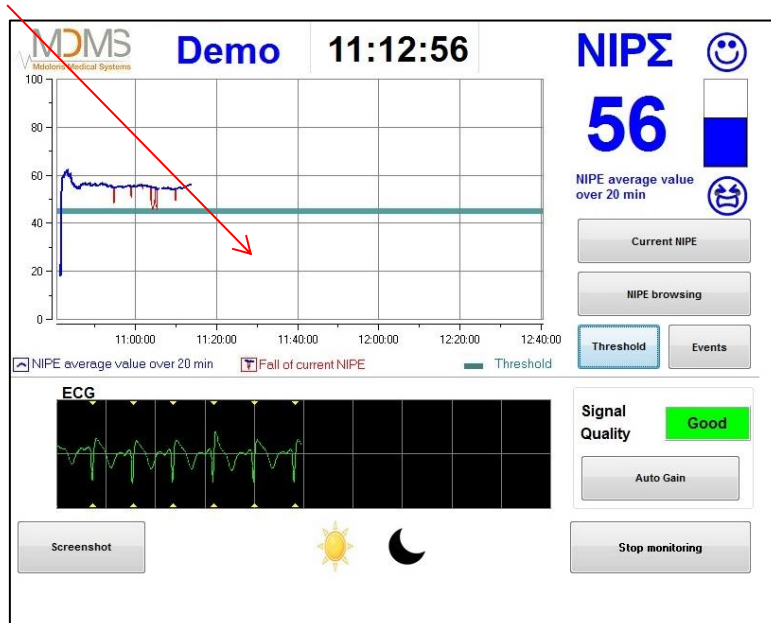 MDMS
Mdoloris Medical Systems
Demo
11:12:56
NIPΣ
100
80
60
40
20
0
11:00:00 11:20:00 11:40:00 12:00:00 12:20:00 12:40:00
NIPE average value over 20 min
Fall of current NIPE
Threshold
56
NIPE average value
over 20 min
Current NIPE
NIPE browsing
Threshold
Events
ECG
Signal
Quality
Good
Auto Gain
Screenshot
Stop monitoring